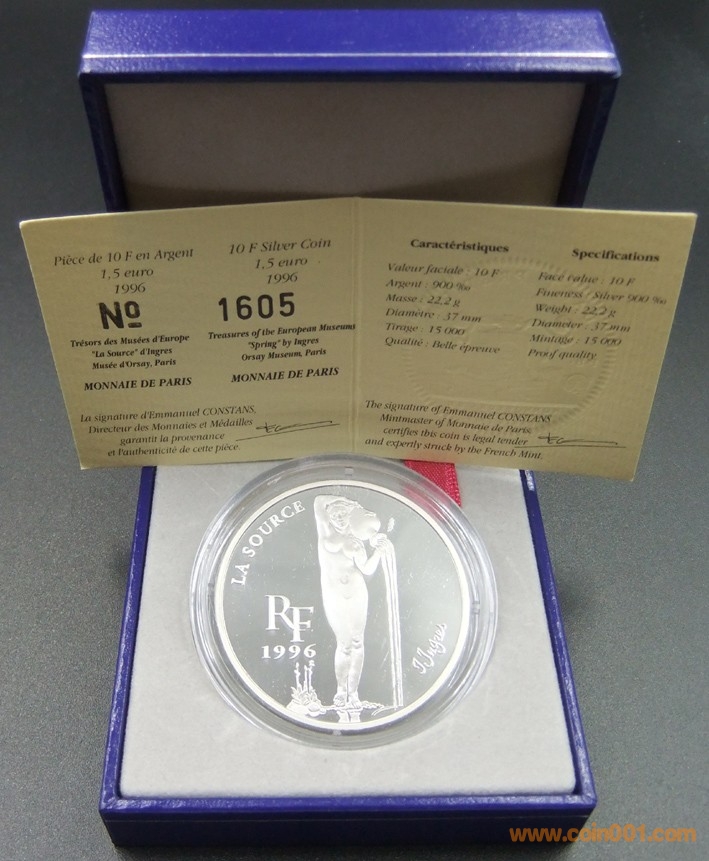 Pièce de 10 F en Argent
1,5 euro
1996
Nº
Trésors des Musées d'Europe
"La Source" d'Ingres
Musée d'Orsay, Paris
MONNAIE DE PARIS
10 F Silver Coin
1,5 euro
1996
1605
Treasures of the European Museums
"Spring" by Ingres
Orsay Museum, Paris
MONNAIE DE PARIS
La signature d'Emmanuel CONSTANS,
Directeur des Monnaies et Médailles
garantit la provenance
et l'authenticité de cette pièce.
Caractéristiques
Valeur faciale : 10 F
Argent : 900 ‰
Masse : 22,2 g
Diamètre : 37 mm
Tirage : 15 000
Qualité : Belle épreuve
Specifications
Face value : 10 F
Fineness : Silver 900 ‰
Weight : 22,2 g
Diameter : 37 mm
Mintage : 15 000
Proof quality
The signature of Emmanuel CONSTANS
Mintmaster of Monnaie de Paris,
certifies this coin is legal tender
and expertly struck by the French Mint.
LA SOURCE
RF
1996
J.Ingres
www.coin001.com